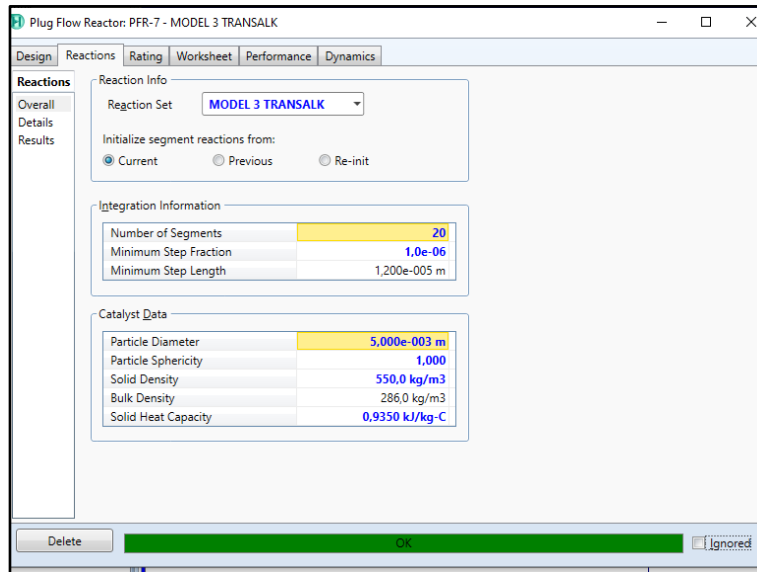 Plug Flow Reactor: PFR-7 - MODEL 3 TRANSALK
Design Reactions Rating Worksheet Performance Dynamics
Reactions
Overall
Details
Results
Reaction Info
Reaction Set MODEL 3 TRANSALK
Initialize segment reactions from:
Current Previous Re-init
Integration Information
Number of Segments 20
Minimum Step Fraction 1,0e-06
Minimum Step Length 1,200e-005 m
Catalyst Data
Particle Diameter 5,000e-003 m
Particle Sphericity 1,000
Solid Density 550,0 kg/m3
Bulk Density 286,0 kg/m3
Solid Heat Capacity 0,9350 kJ/kg-C
Delete OK Ignored